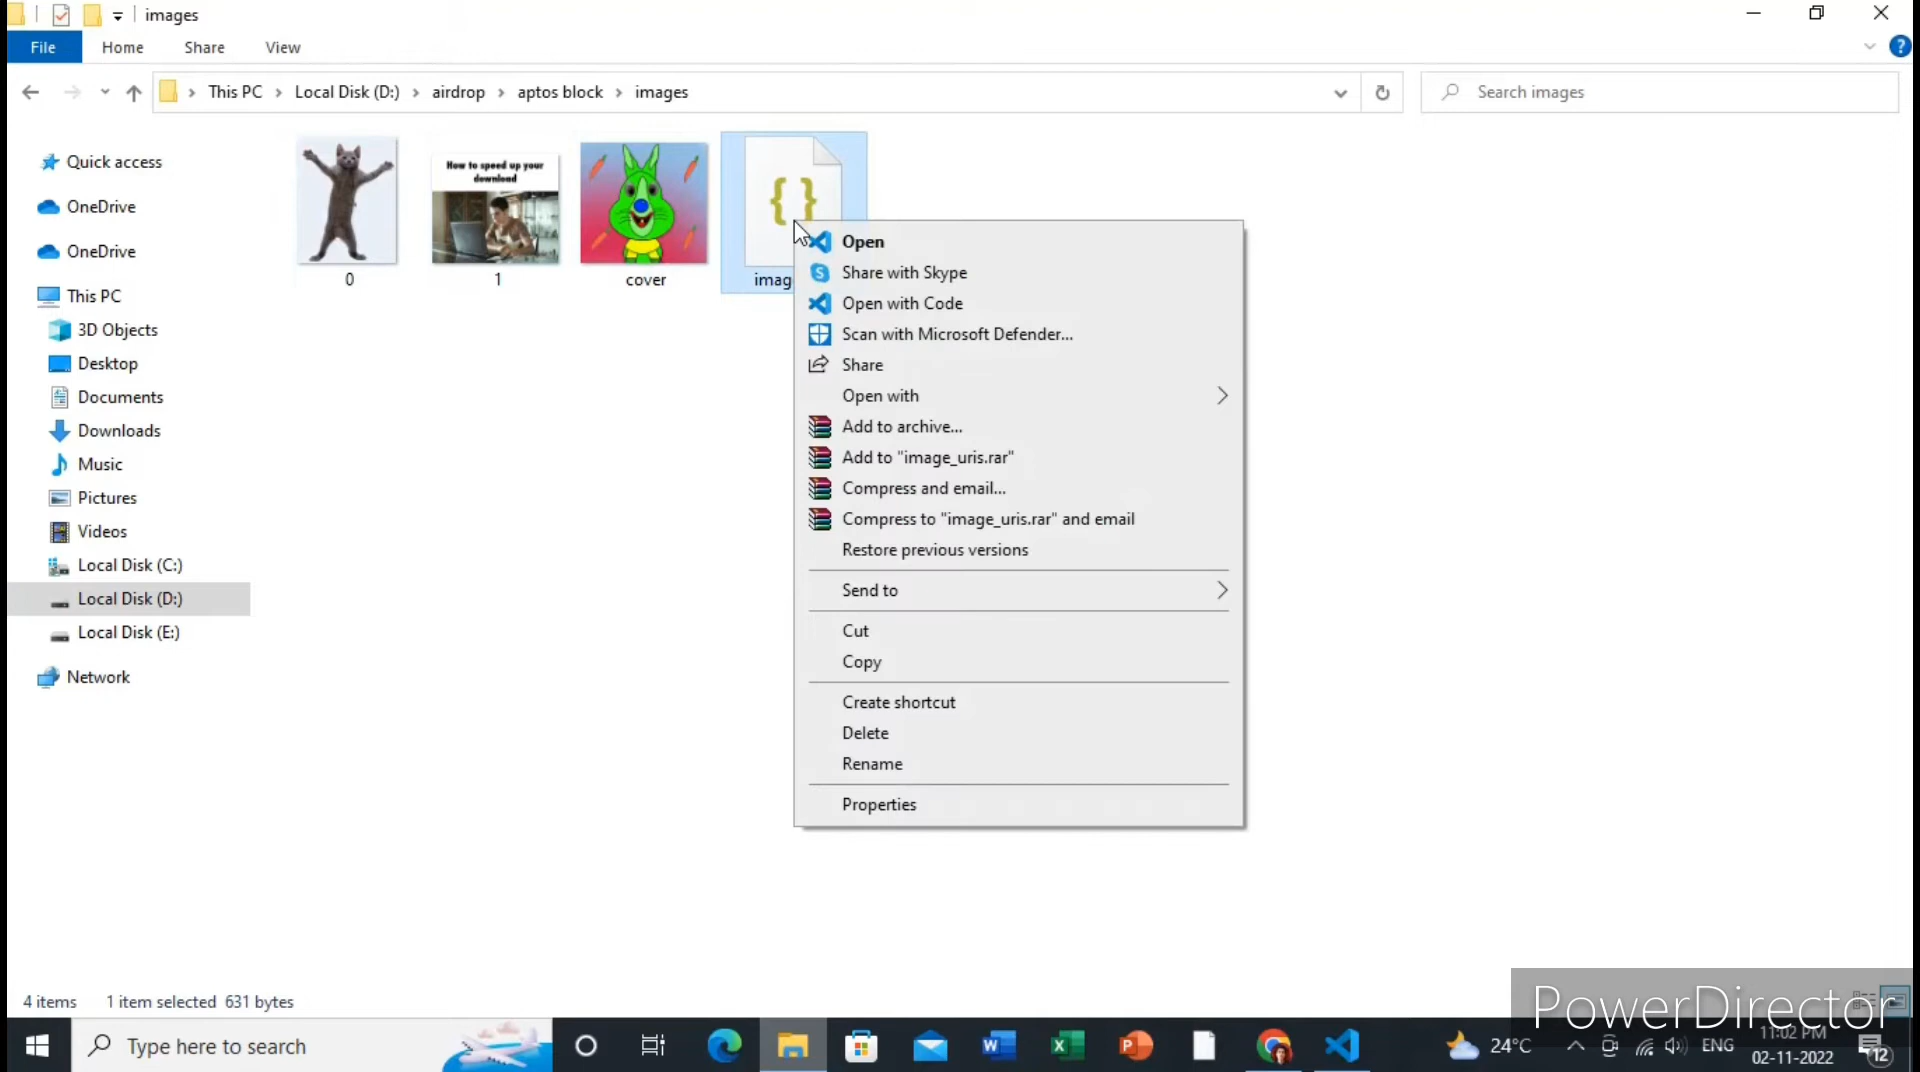 images
File
Home
Share
View
This PC
Local Disk (D:)
airdrop
aptos block
images
Search images
Quick access
OneDrive
OneDrive
This PC
3D Objects
Desktop
Documents
Downloads
Music
Pictures
Videos
Local Disk (C:)
Local Disk (D:)
Local Disk (E:)
Network
How to speed up your
download
{ }
0
1
cover
imag
Open
Share with Skype
Open with Code
Scan with Microsoft Defender...
Share
Open with
Add to archive...
Add to "image_uris.rar"
Compress and email...
Compress to "image_uris.rar" and email
Restore previous versions
Send to
Cut
Copy
Create shortcut
Delete
Rename
Properties
4 items
1 item selected 631 bytes
PowerDirector
Type here to search
24°C
ENG
11:02 PM
02-11-2022
12